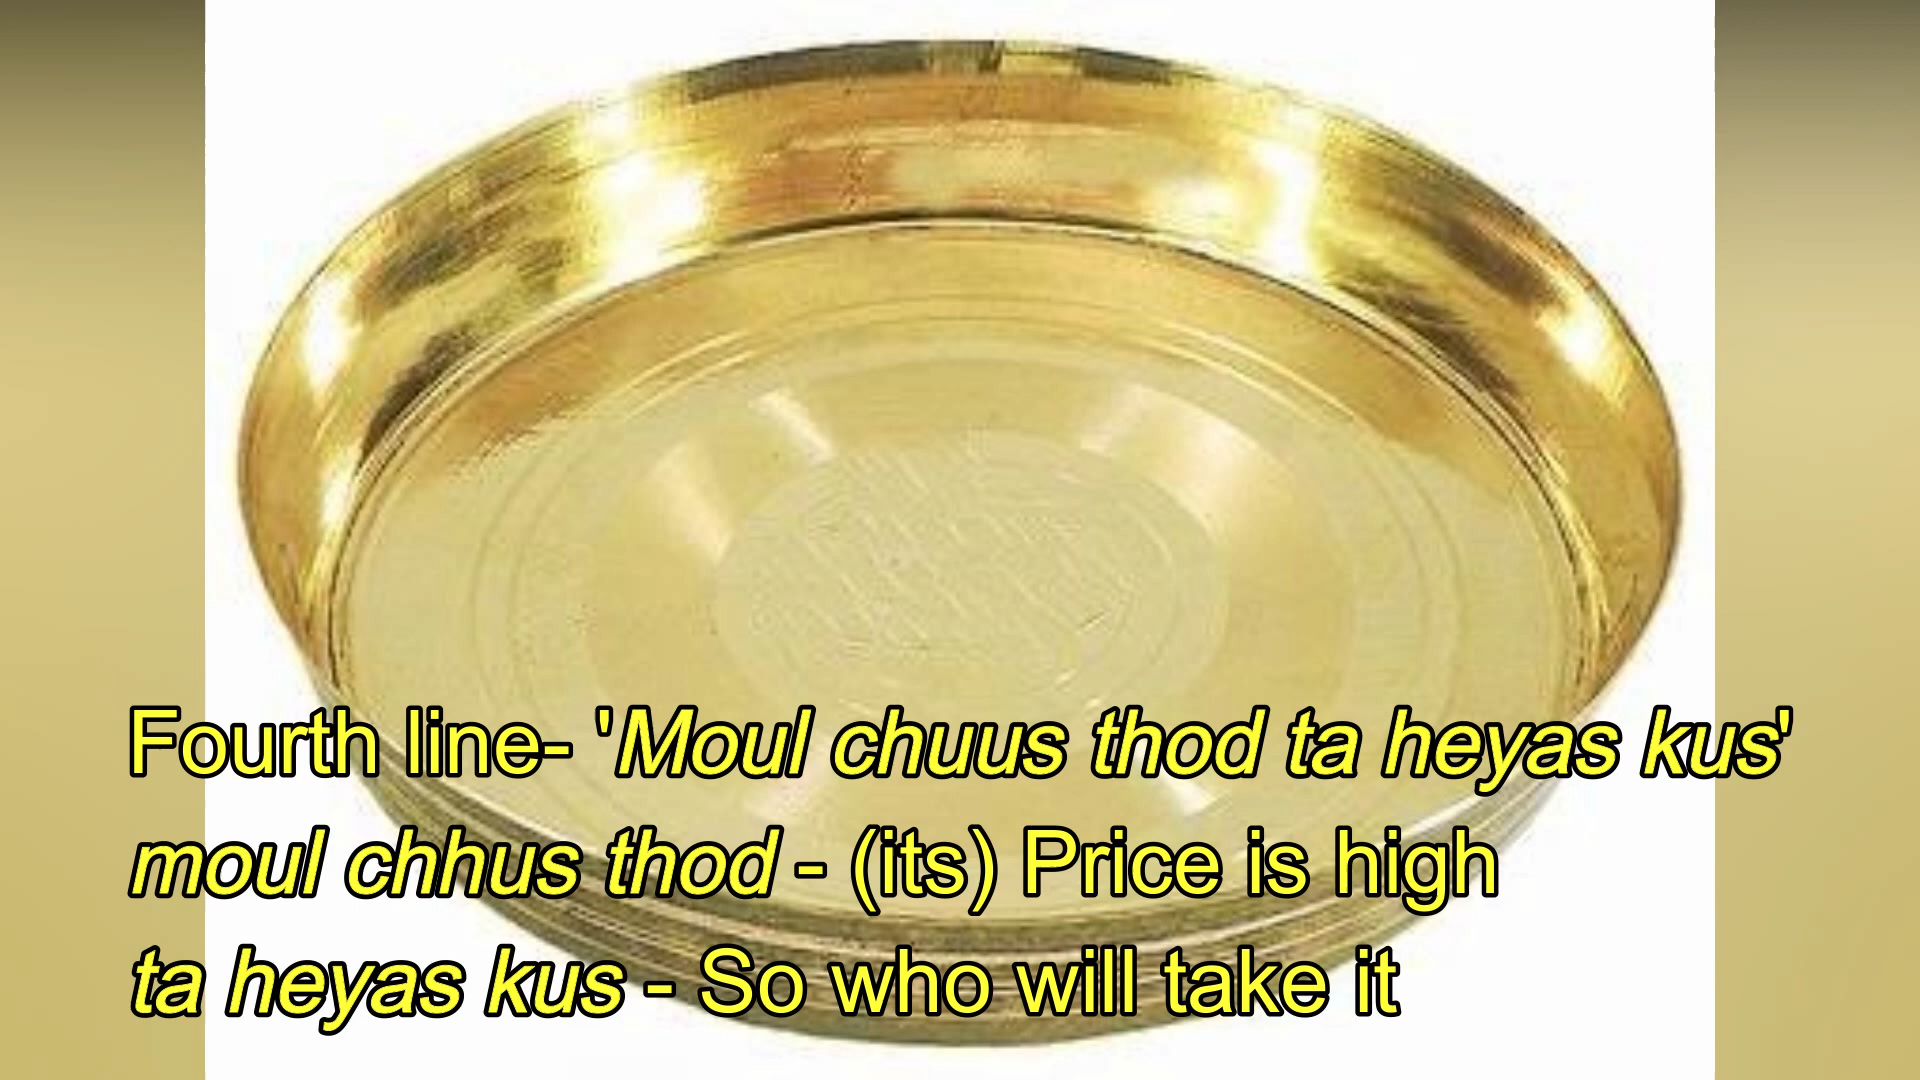 Fourth line- 'Moul chuus thod ta heyas kus'
moul chhus thod - (its) Price is high
ta heyas kus - So who will take it